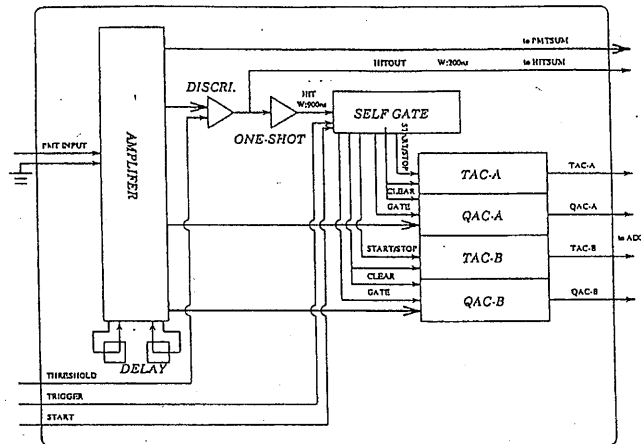 to PMTSUM
HITOUT W:200ns to HITSUM
DISCRI.
HIT
W:900ns
ONE-SHOT
SELF GATE
PMT INPUT
AMPLIFER
START/STOP
TAC-A
TAC-A
CLEAR
GATE
QAC-A
QAC-A
START/STOP
TAC-B
TAC-B
to ADC
CLEAR
GATE
QAC-B
QAC-B
DELAY
THRESHOLD
TRIGGER
START